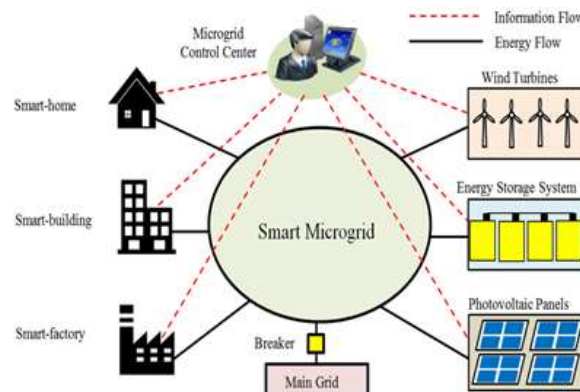 Microgrid
Control Center
Information Flow
Energy Flow
Smart-home
Wind Turbines
Smart-building
Energy Storage System
Smart Microgrid
Smart-factory
Photovoltaic Panels
Breaker
Main Grid